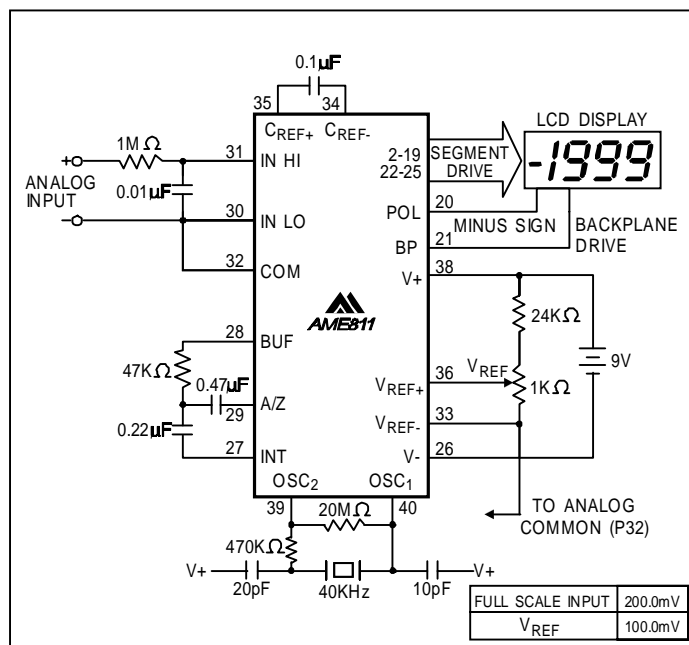 0.1µF
35 34
CREF+ CREF-
1M Ω
31 IN HI
+
ANALOG
INPUT
0.01µF
-
30 IN LO
32 COM
28 BUF
47KΩ
0.47µF
29 A/Z
0.22µF
27 INT
OSC2 OSC1
39 40
AME811
LCD DISPLAY
-1999
2-19
22-25
SEGMENT
DRIVE
POL 20
MINUS SIGN
BP 21
BACKPLANE
DRIVE
V+ 38
24KΩ
9V
VREF+ 36
VREF
1KΩ
VREF- 33
V- 26
TO ANALOG
COMMON (P32)
20MΩ
470KΩ
V+ V+
20pF 40KHz 10pF
FULL SCALE INPUT 200.0mV
VREF 100.0mV